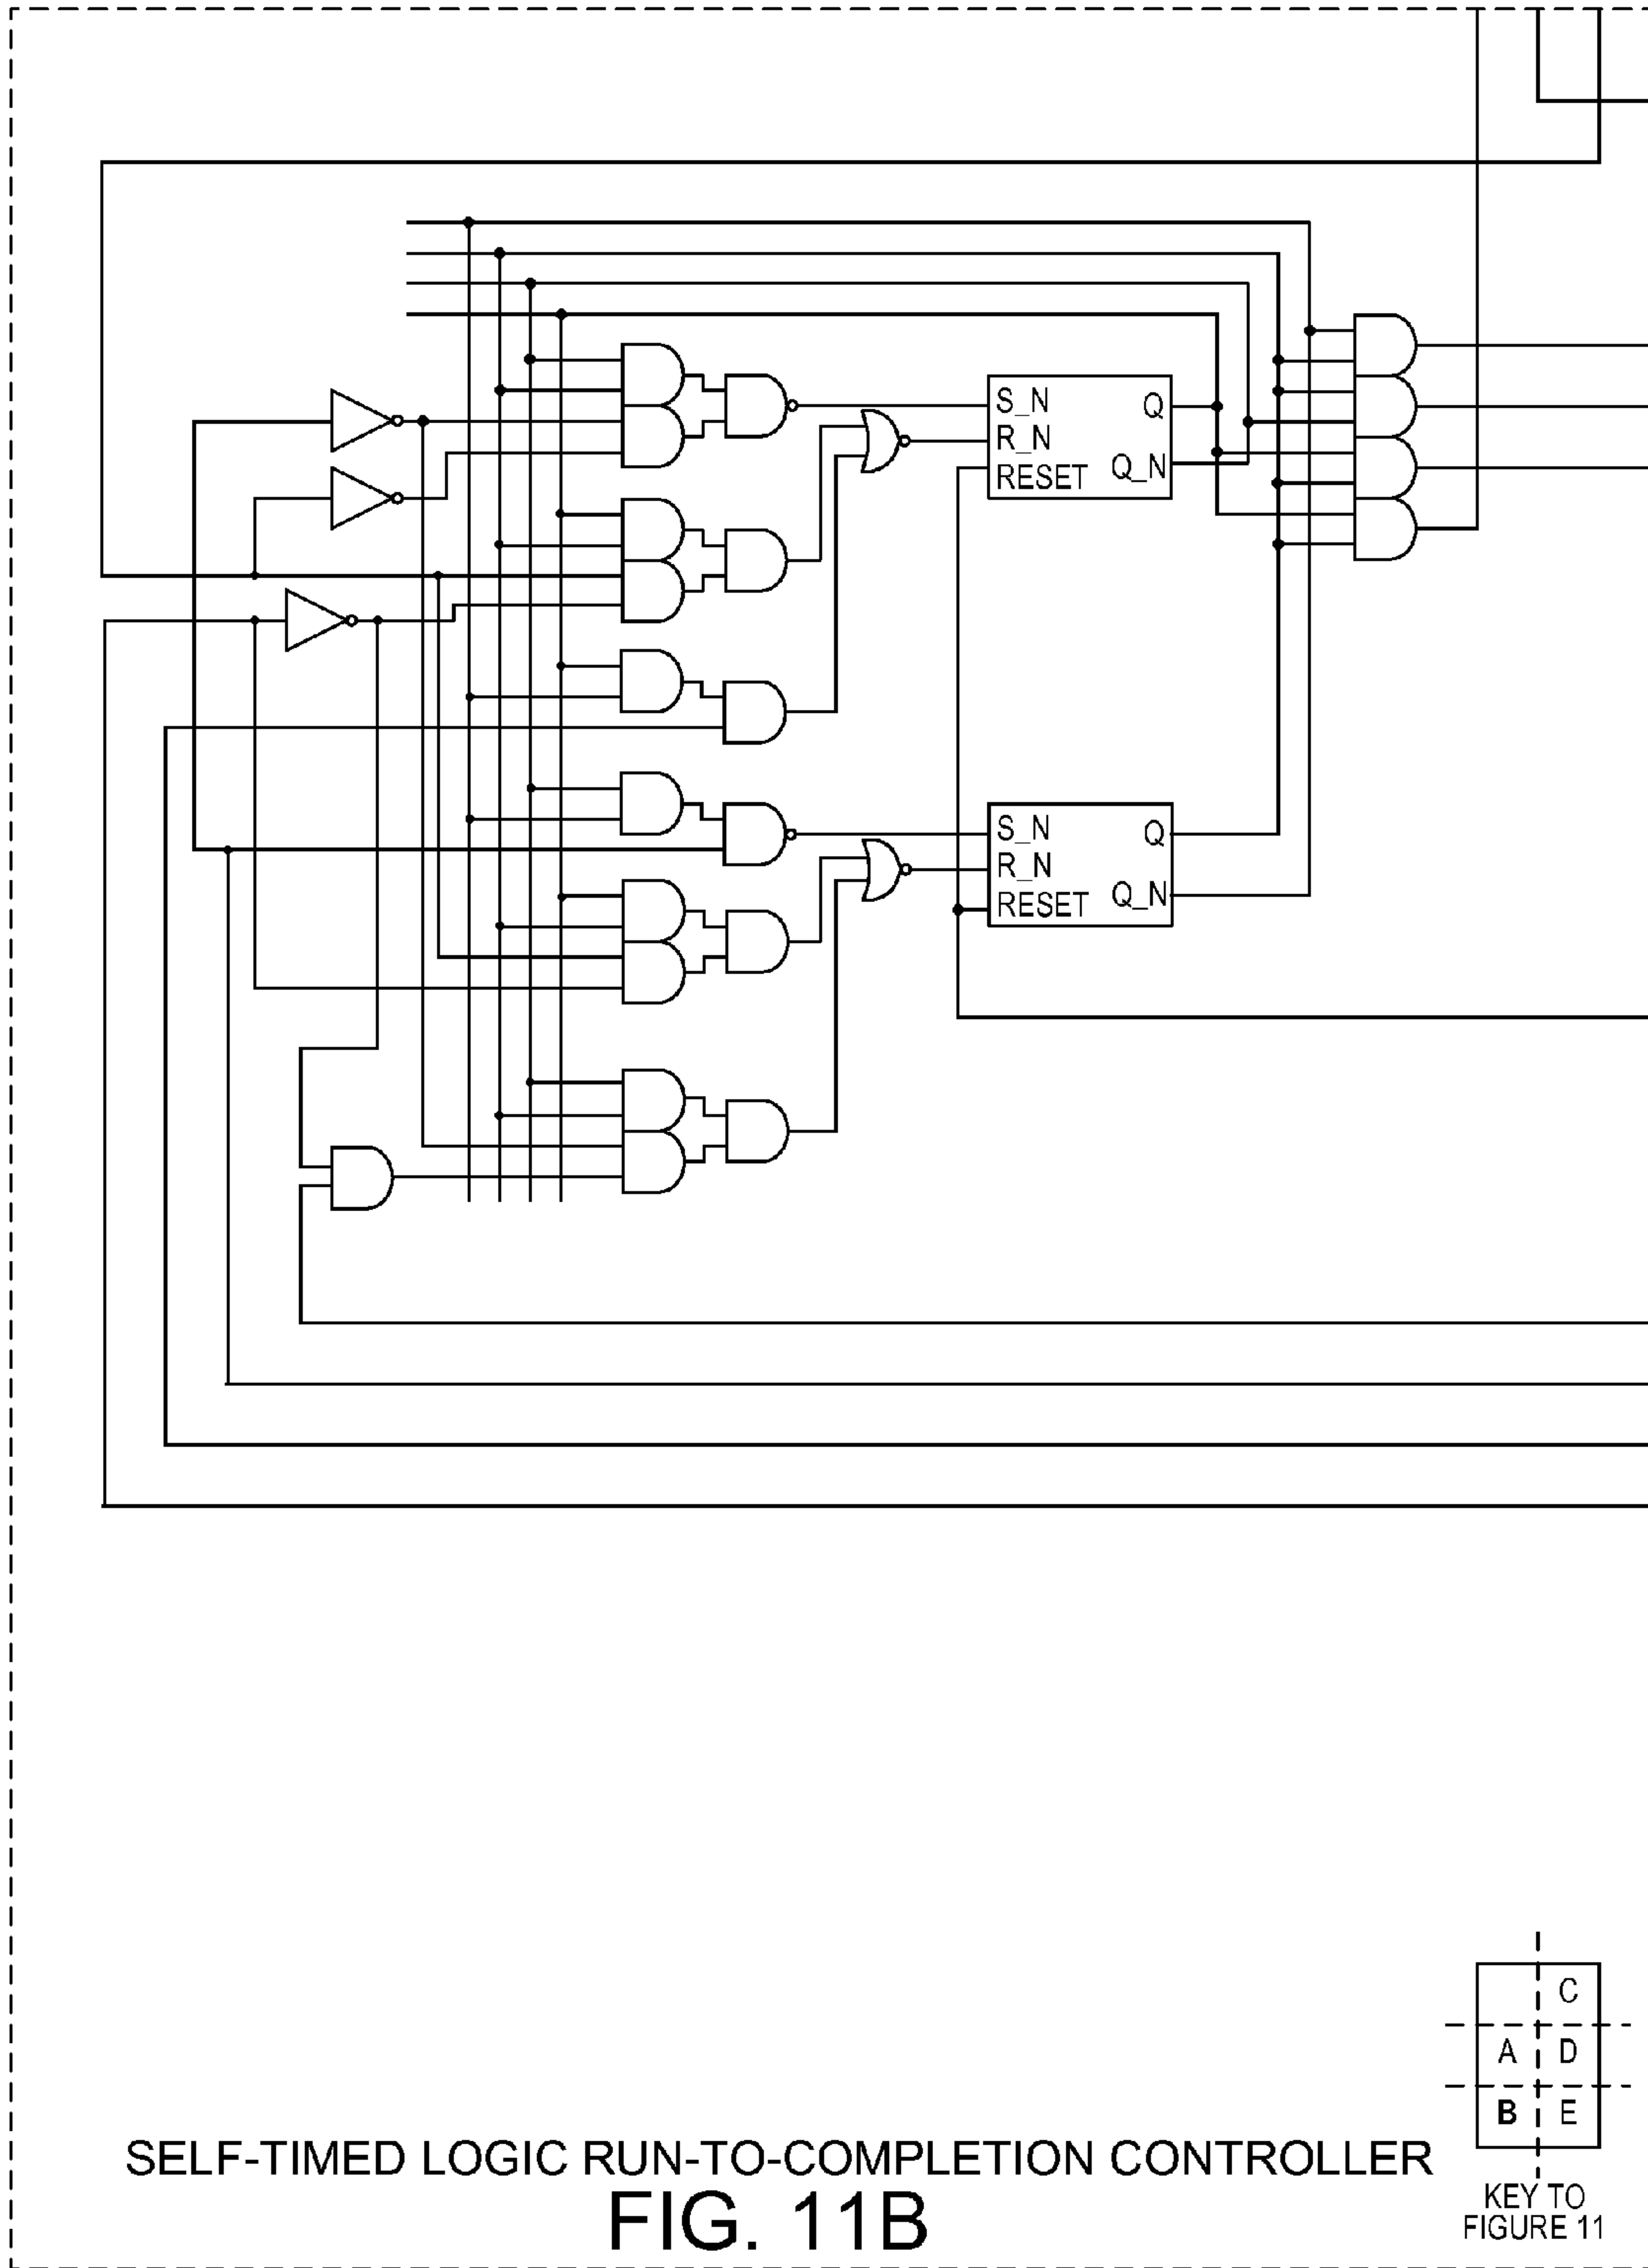 S_N Q
R_N
RESET Q_N
S_N Q
R_N
RESET Q_N
C
A D
B E
KEY TO
FIGURE 11
SELF-TIMED LOGIC RUN-TO-COMPLETION CONTROLLER
FIG. 11B